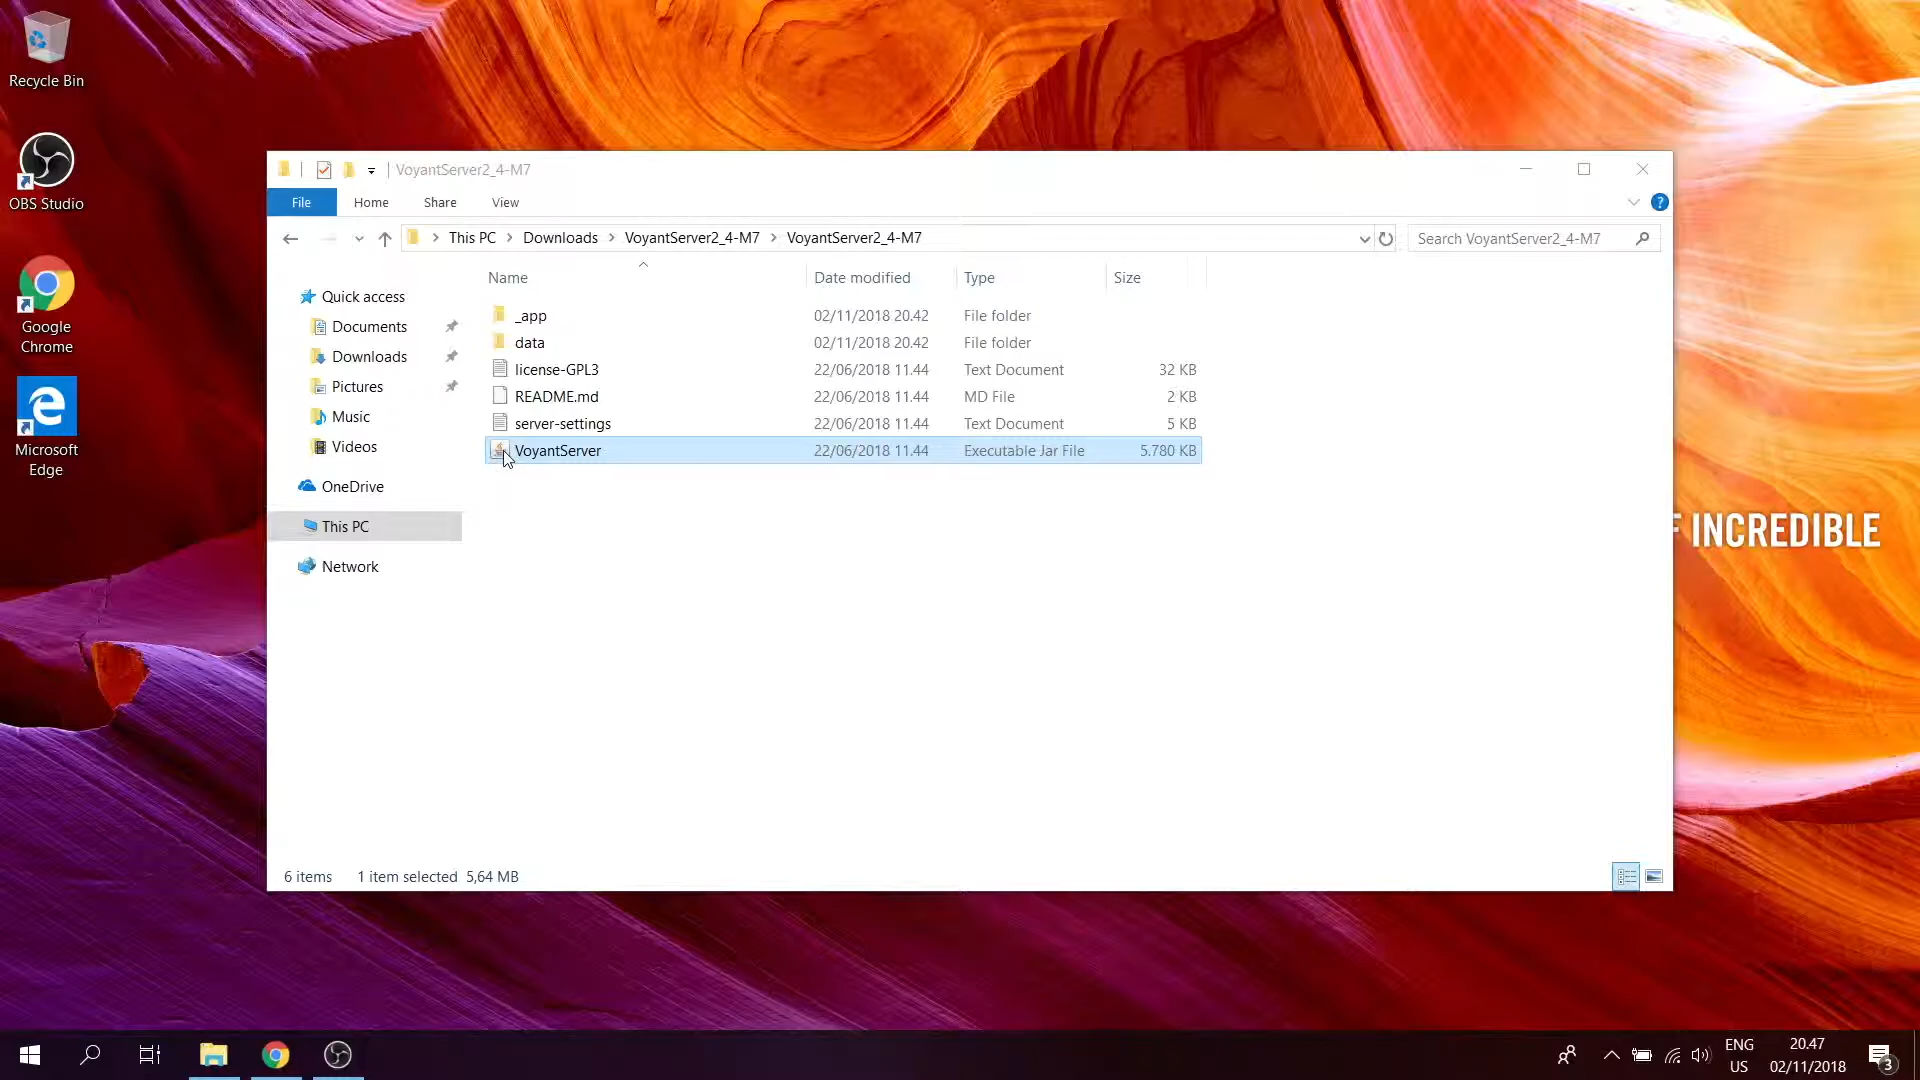 Recycle Bin
OBS Studio
Google
Chrome
Microsoft
Edge
VoyantServer2_4-M7
File Home Share View
This PC > Downloads > VoyantServer2_4-M7 > VoyantServer2_4-M7
Search VoyantServer2_4-M7
Name Date modified Type Size
Quick access
Documents
Downloads
Pictures
Music
Videos
OneDrive
This PC
Network
_app 02/11/2018 20.42 File folder
data 02/11/2018 20.42 File folder
license-GPL3 22/06/2018 11.44 Text Document 32 KB
README.md 22/06/2018 11.44 MD File 2 KB
server-settings 22/06/2018 11.44 Text Document 5 KB
VoyantServer 22/06/2018 11.44 Executable Jar File 5.780 KB
6 items 1 item selected 5,64 MB
INCREDIBLE
ENG
US
20.47
02/11/2018
3